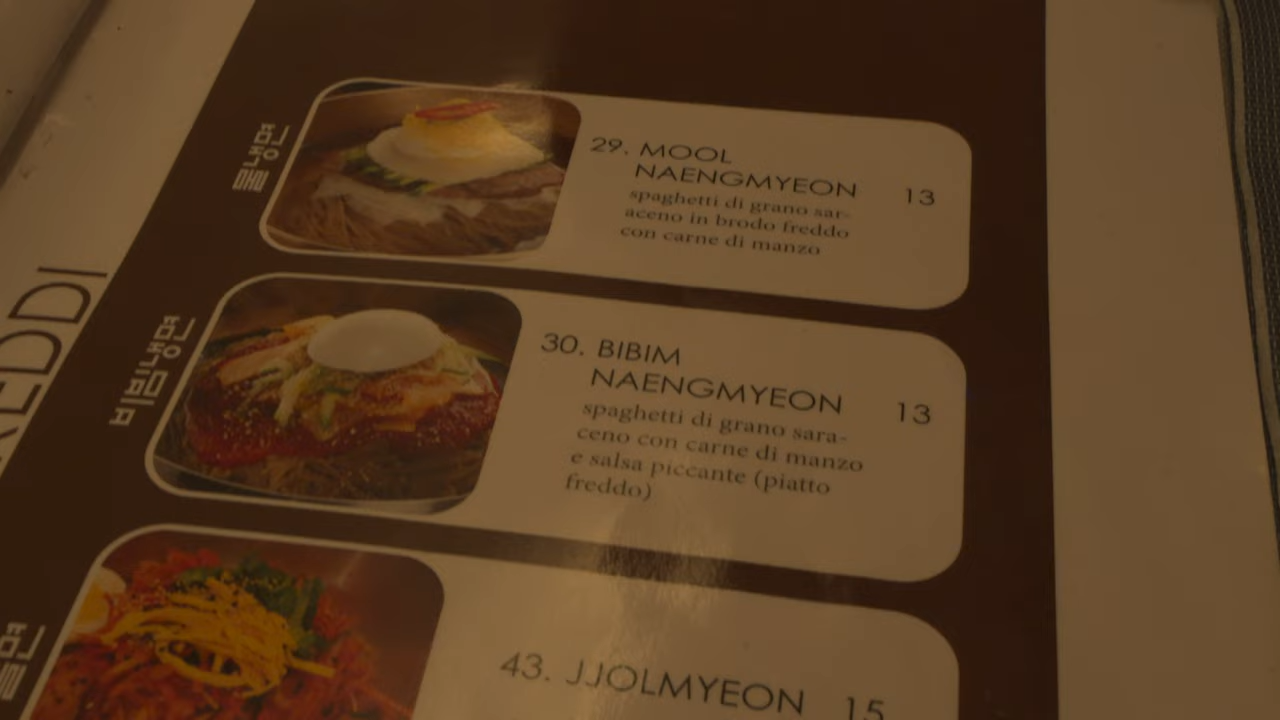 물냉면
29. MOOL
NAENGMYEON 13
spaghetti di grano sar-
aceno in brodo freddo
con carne di manzo
비빔냉면
30. BIBIM
NAENGMYEON 13
spaghetti di grano sara-
ceno con carne di manzo
e salsa piccante (piatto
freddo)
43. JJOLMYEON 15